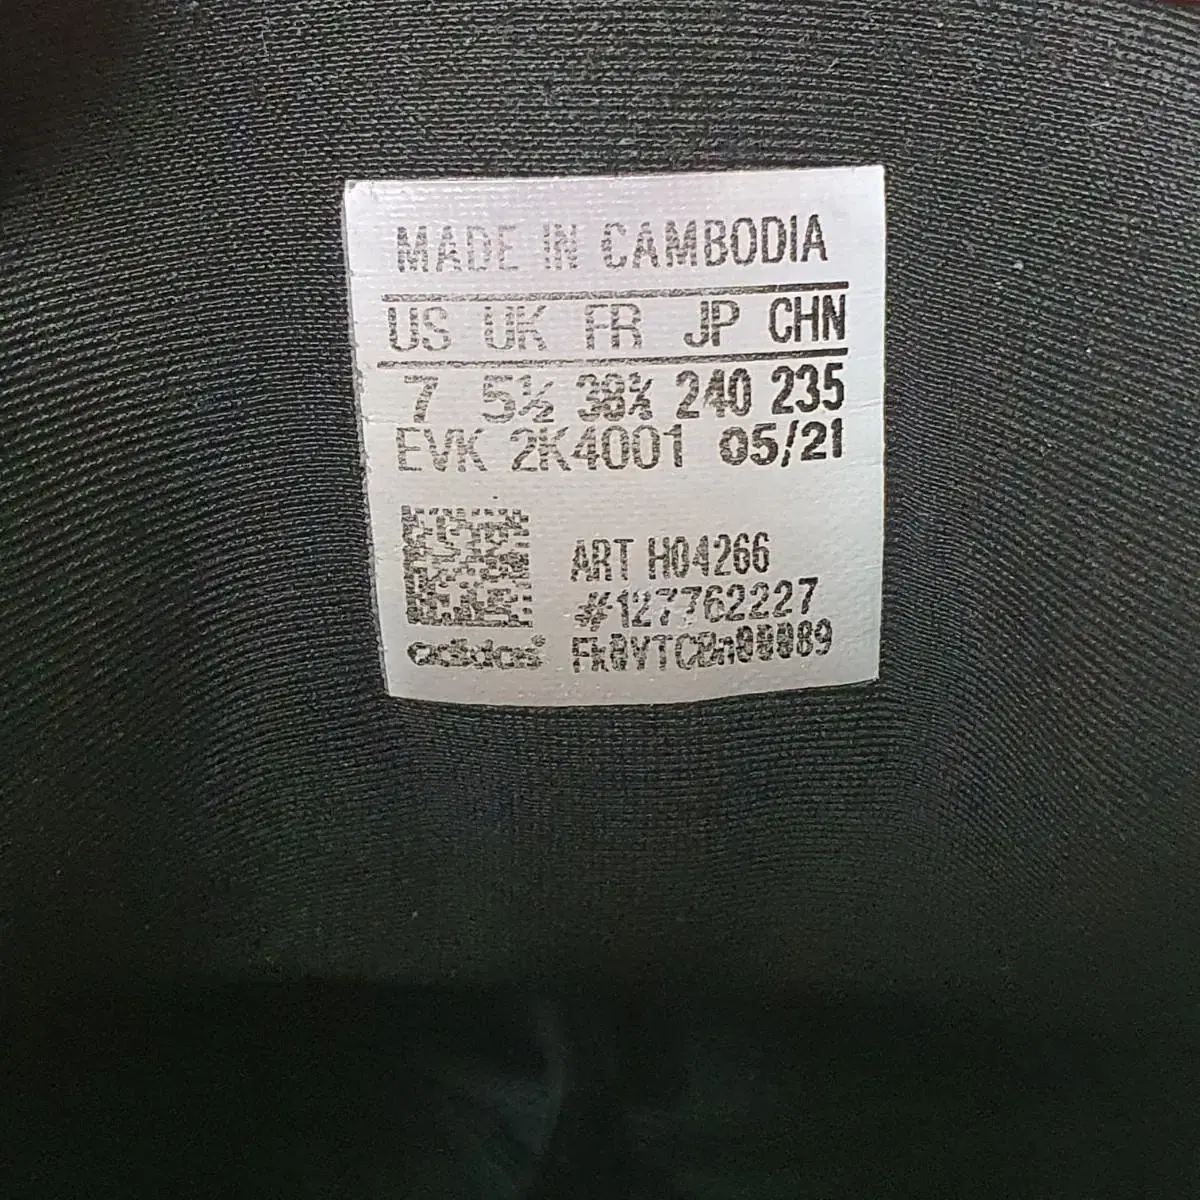 MADE IN CAMBODIA
US UK FR JP CHN
7 5½ 38⅔ 240 235
EVK 2K4001 05/21
ART H04266
#127762227
adidas